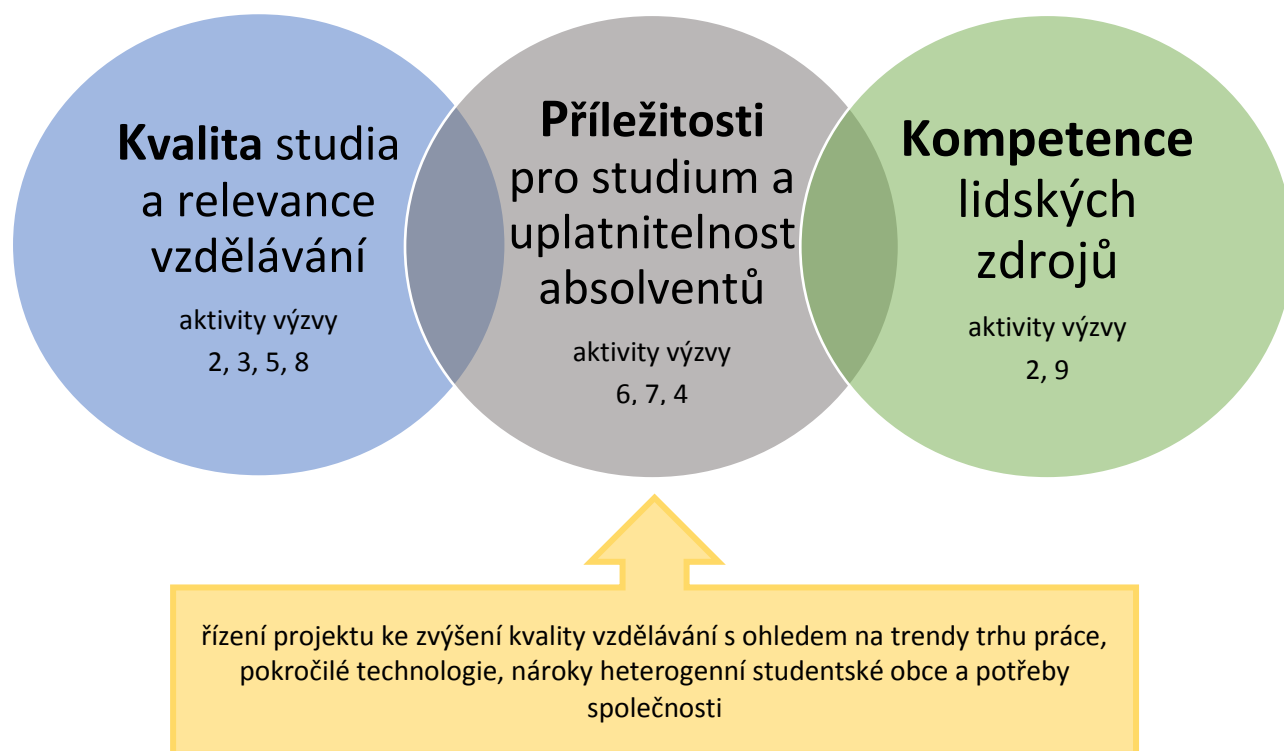 Kvalita studia
a relevance
vzdělávání
aktivity výzvy
2, 3, 5, 8
Příležitosti
pro studium a
uplatnitelnost
absolventů
aktivity výzvy
6, 7, 4
Kompetence
lidských
zdrojů
aktivity výzvy
2, 9
řízení projektu ke zvýšení kvality vzdělávání s ohledem na trendy trhu práce,
pokročilé technologie, nároky heterogenní studentské obce a potřeby
společnosti